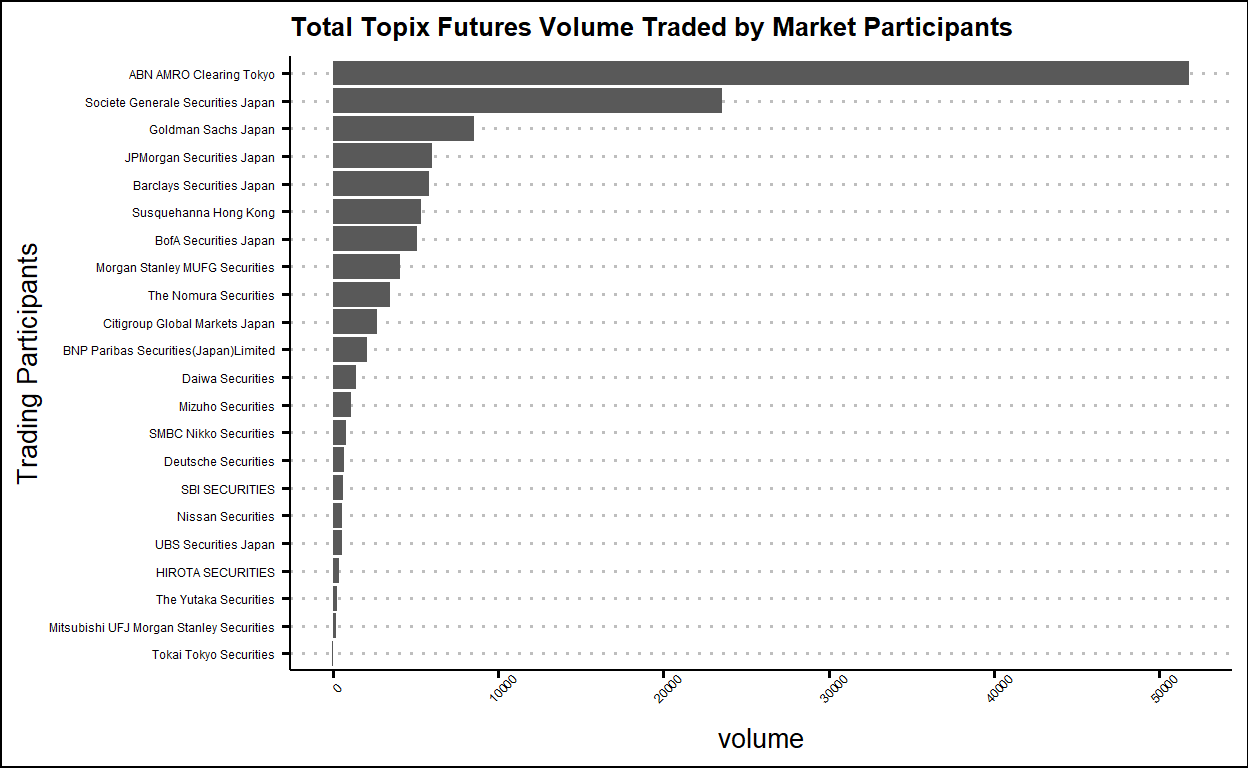 Total Topix Futures Volume Traded by Market Participants
Trading Participants
ABN AMRO Clearing Tokyo
Societe Generale Securities Japan
Goldman Sachs Japan
JPMorgan Securities Japan
Barclays Securities Japan
Susquehanna Hong Kong
BofA Securities Japan
Morgan Stanley MUFG Securities
The Nomura Securities
Citigroup Global Markets Japan
BNP Paribas Securities(Japan)Limited
Daiwa Securities
Mizuho Securities
SMBC Nikko Securities
Deutsche Securities
SBI SECURITIES
Nissan Securities
UBS Securities Japan
HIROTA SECURITIES
The Yutaka Securities
Mitsubishi UFJ Morgan Stanley Securities
Tokai Tokyo Securities
0 10000 20000 30000 40000 50000
volume